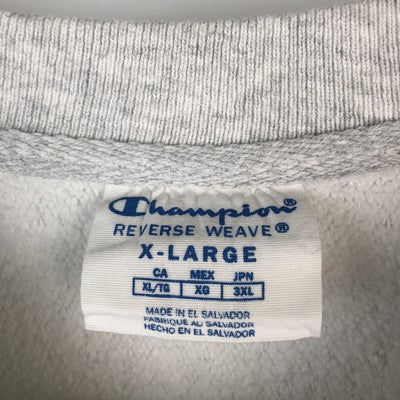 Champion®
REVERSE WEAVE®
X-LARGE
CA MEX JPN
XL/TG XG 3XL
MADE IN EL SALVADOR
FABRIQUÉ AU SALVADOR
HECHO EN EL SALVADOR